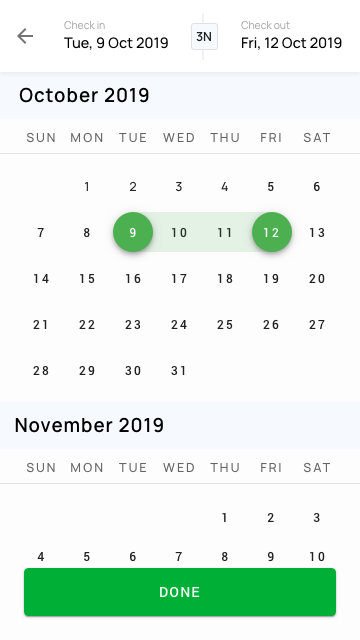 Check in
Tue, 9 Oct 2019
3N
Check out
Fri, 12 Oct 2019
October 2019
SUN MON TUE WED THU FRI SAT
1 2 3 4 5 6
7 8 9 10 11 12 13
14 15 16 17 18 19 20
21 22 23 24 25 26 27
28 29 30 31
November 2019
SUN MON TUE WED THU FRI SAT
1 2 3
4 5 6 7 8 9 10
DONE